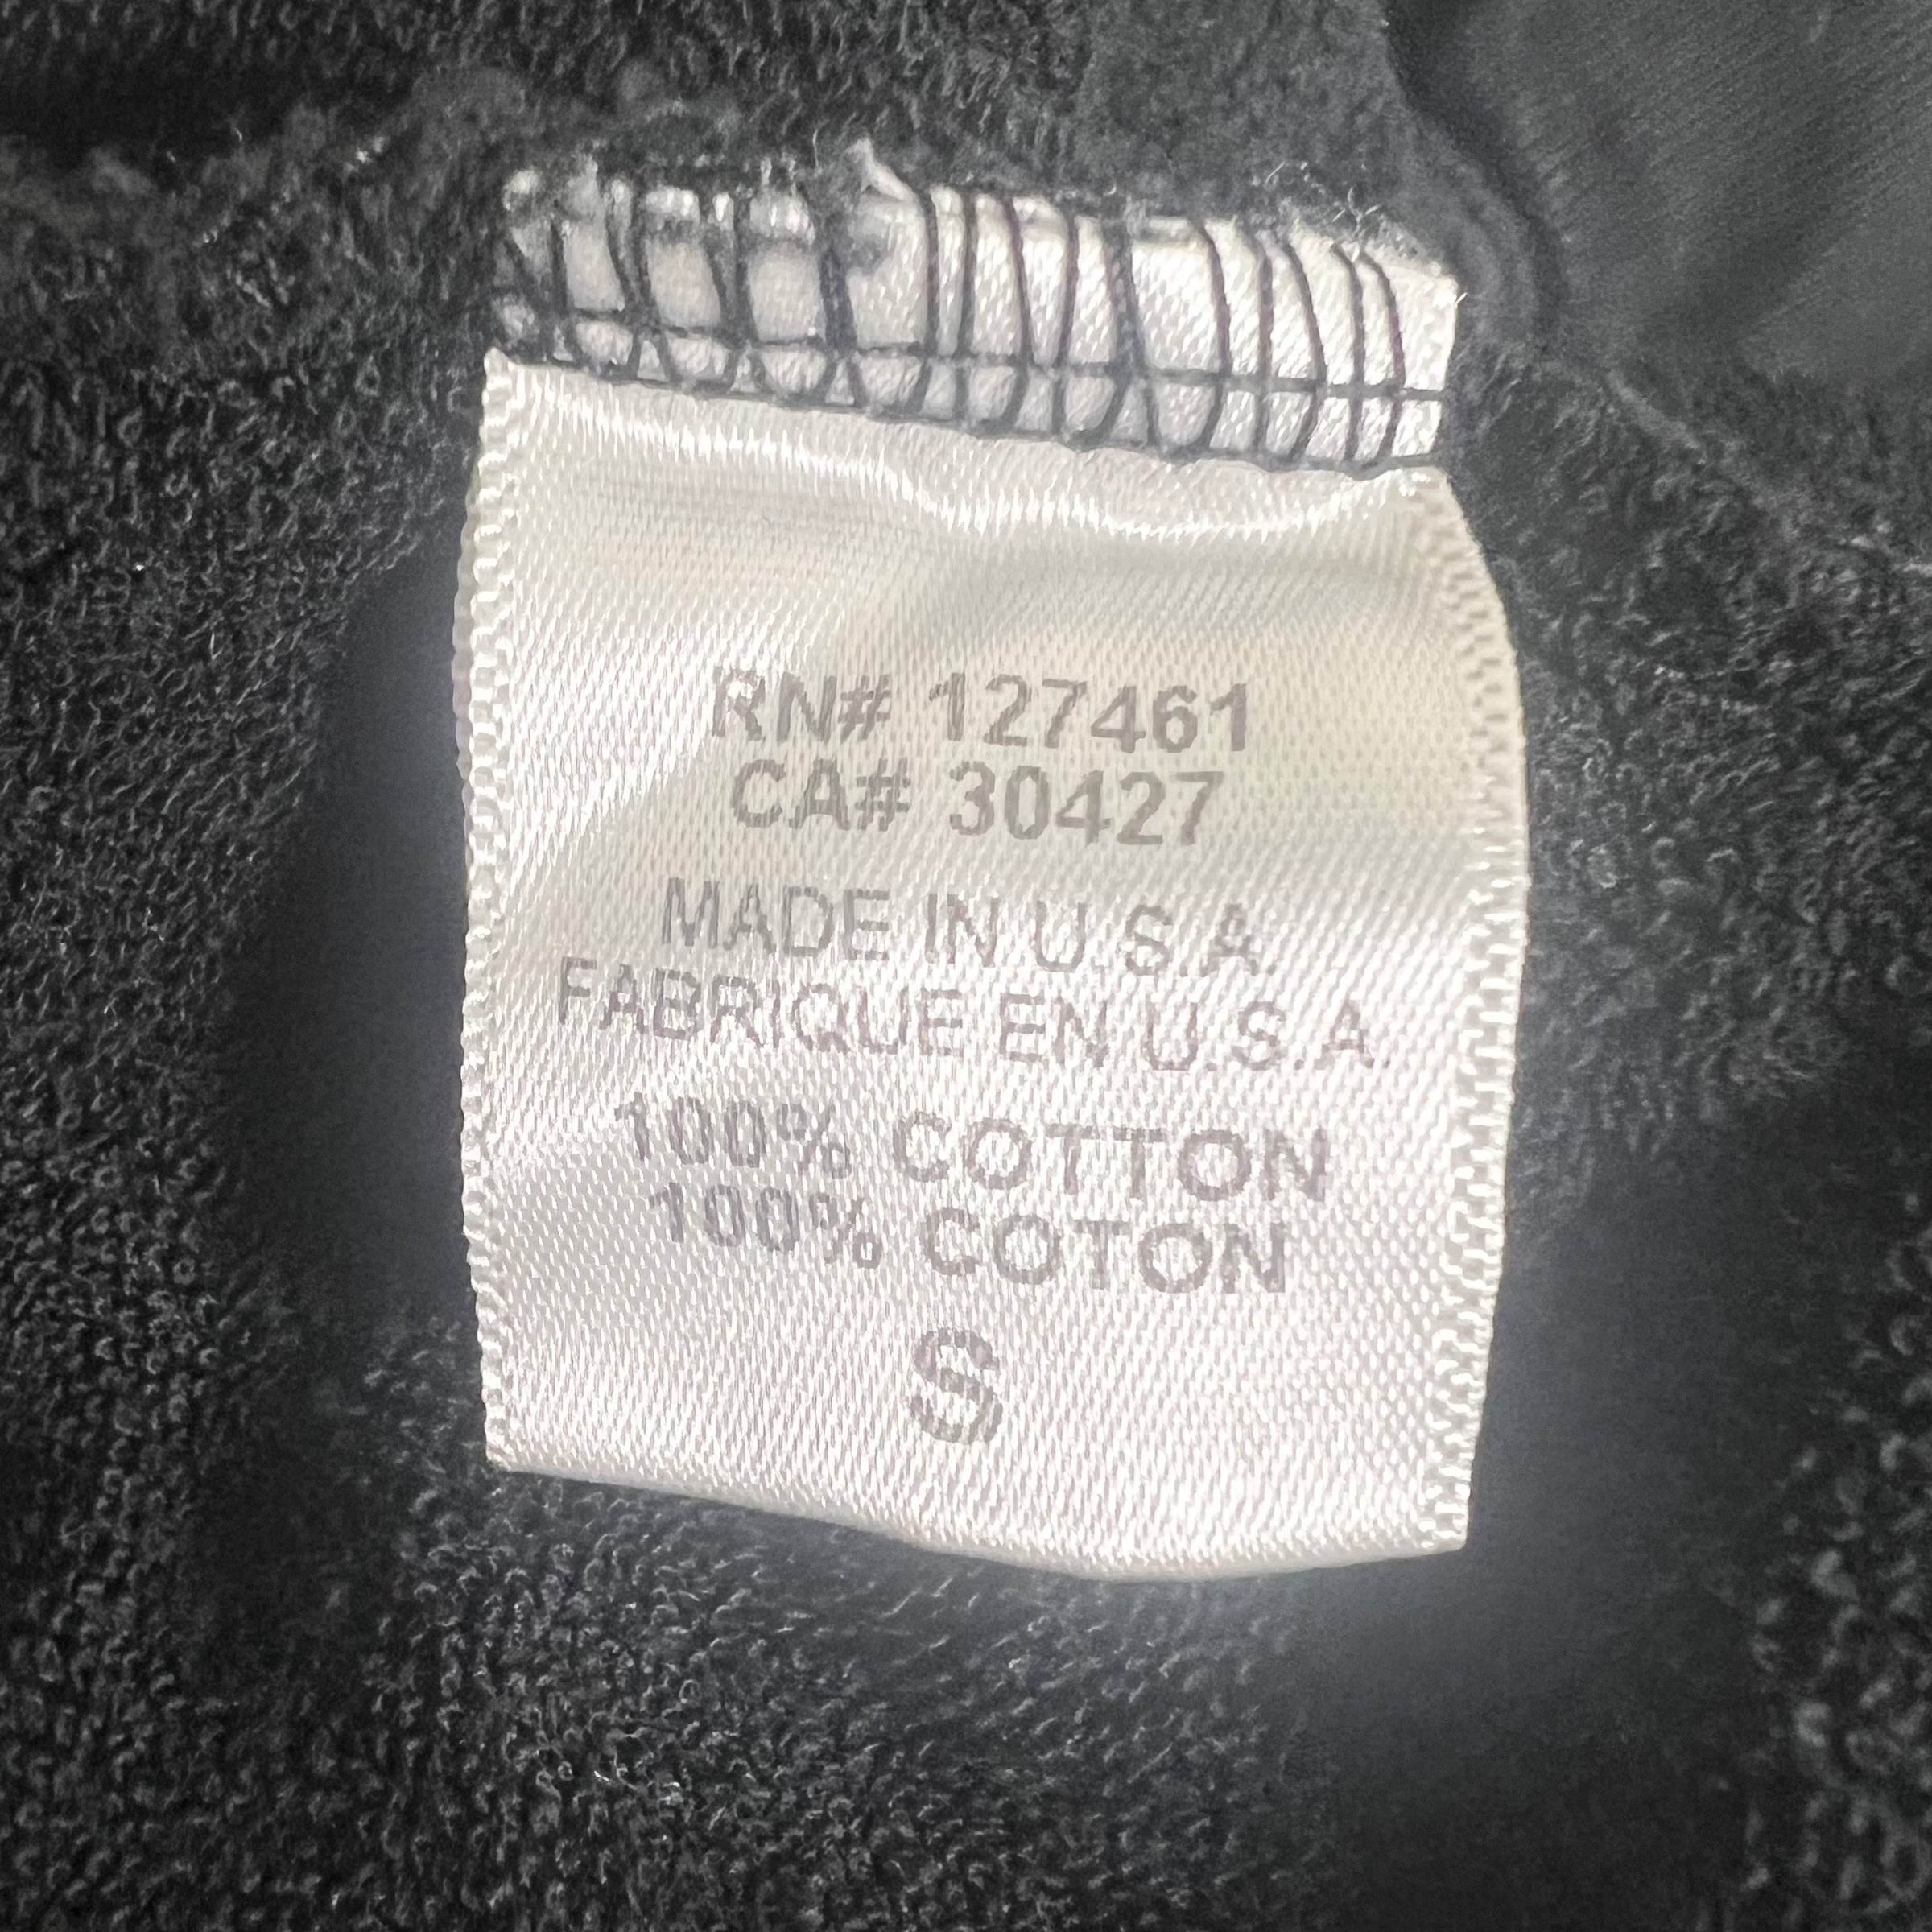 RN# 127461
CA# 30427
MADE IN U.S.A.
FABRIQUE EN U.S.A.
100% COTTON
100% COTON
S